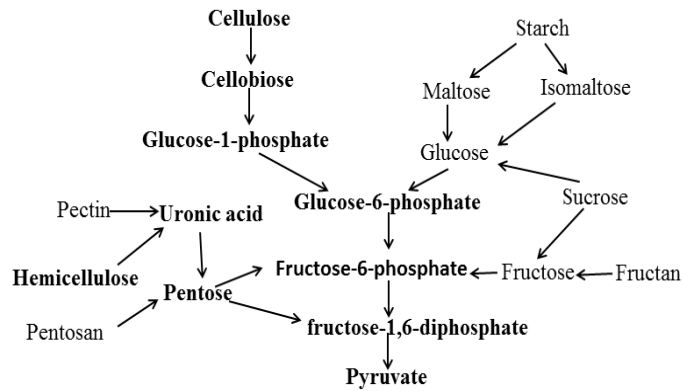 Cellulose
Starch
Cellobiose
Maltose
Isomaltose
Glucose-1-phosphate
Glucose
Sucrose
Glucose-6-phosphate
Pectin
Uronic acid
Hemicellulose
Fructose-6-phosphate
Fructose
Fructan
Pentose
Pentosan
fructose-1,6-diphosphate
Pyruvate